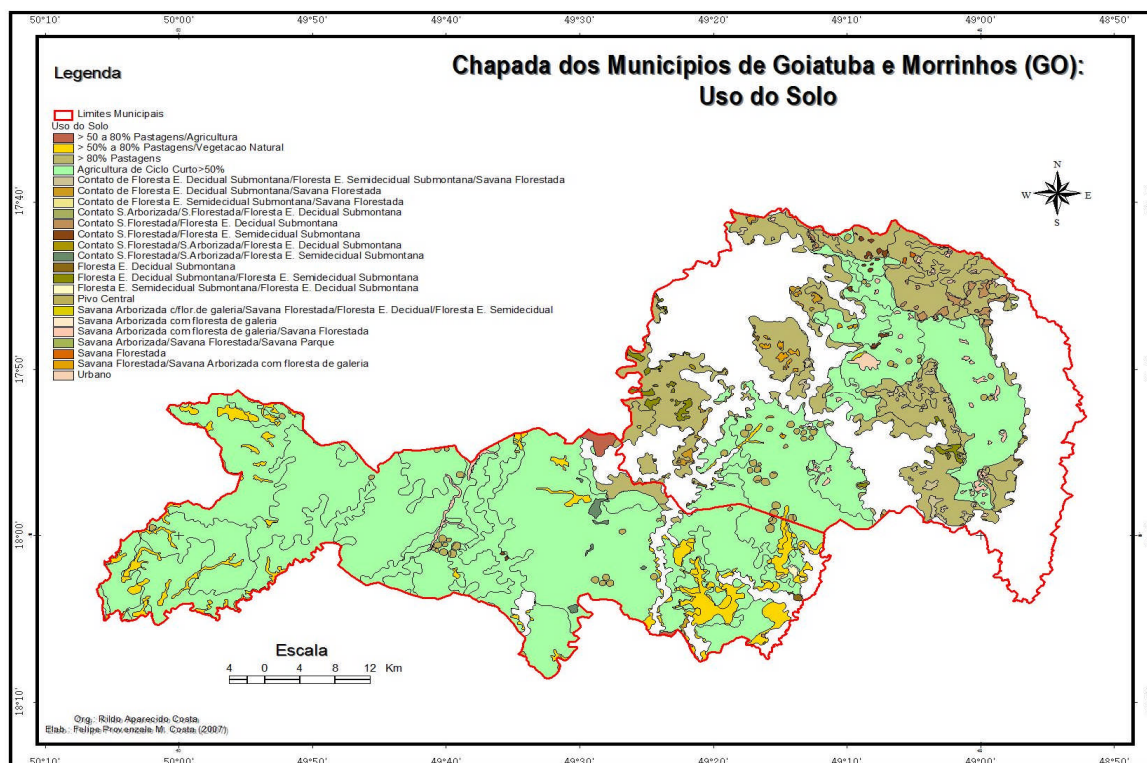 50°10' 50°00' 49°50' 49°40' 49°30' 49°20' 49°10' 49°00' 48°50'
Chapada dos Municípios de Goiatuba e Morrinhos (GO):
Uso do Solo
Legenda
Limites Municipais
Uso do Solo
> 50 a 80% Pastagens/Agricultura
> 50% a 80% Pastagens/Vegetacao Natural
> 80% Pastagens
Agricultura de Ciclo Curto>50%
Contato de Floresta E. Decidual Submontana/Floresta E. Semidecidual Submontana/Savana Florestada
Contato de Floresta E. Decidual Submontana/Savana Florestada
Contato de Floresta E. Semidecidual Submontana/Savana Florestada
Contato S.Arborizada/S.Florestada/Floresta E. Decidual Submontana
Contato S.Florestada/Floresta E. Decidual Submontana
Contato S.Florestada/Floresta E. Semidecidual Submontana
Contato S.Florestada/S.Arborizada/Floresta E. Decidual Submontana
Contato S.Florestada/S.Arborizada/Floresta E. Semidecidual Submontana
Floresta E. Decidual Submontana
Floresta E. Decidual Submontana/Floresta E. Semidecidual Submontana
Floresta E. Semidecidual Submontana/Floresta E. Decidual Submontana
Pivo Central
Savana Arborizada c/flor.de galeria/Savana Florestada/Floresta E. Decidual/Floresta E. Semidecidual
Savana Arborizada com floresta de galeria
Savana Arborizada com floresta de galeria/Savana Florestada
Savana Arborizada/Savana Florestada/Savana Parque
Savana Florestada
Savana Florestada/Savana Arborizada com floresta de galeria
Urbano
N
W E
S
17°40' 17°40'
17°50' 17°50'
18°00' 18°00'
18°10' 18°10'
Escala
4 0 4 8 12 Km
Org.: Rildo Aparecido Costa
Elab.: Felipe Provenzale M. Costa (2007)
50°10' 50°00' 49°50' 49°40' 49°30' 49°20' 49°10' 49°00' 48°50'